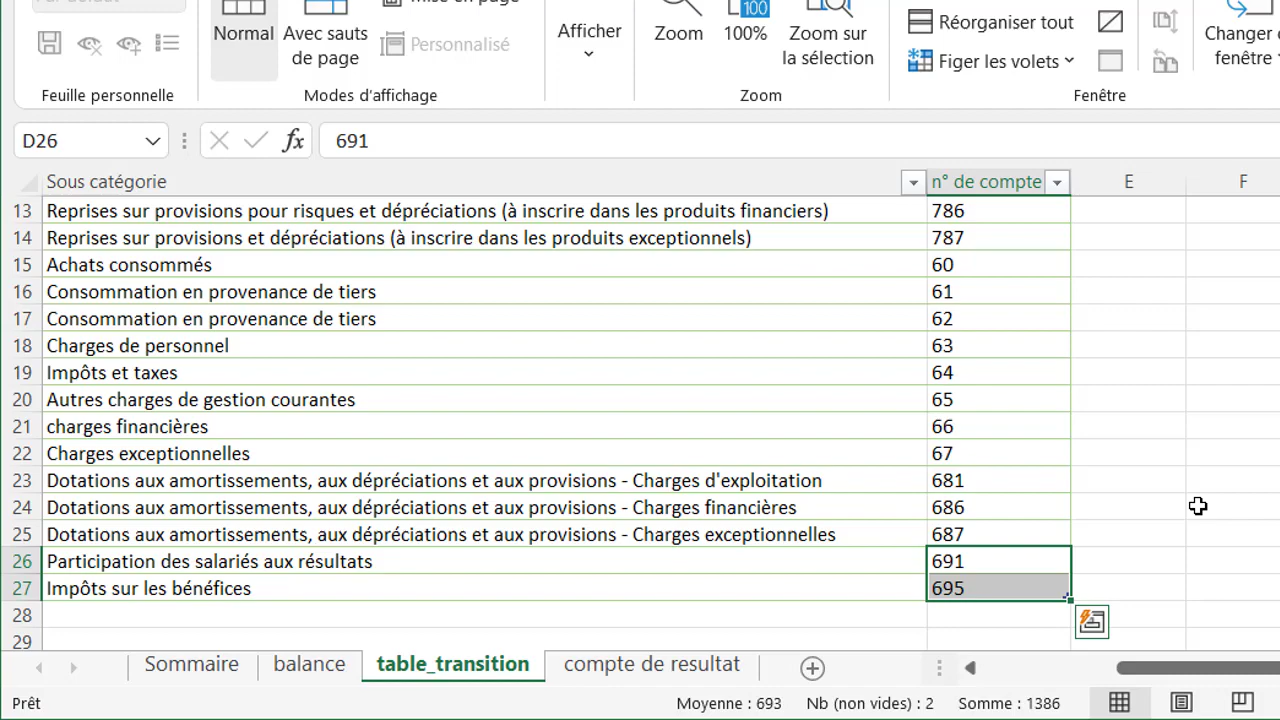 Normal
Avec sauts
de page
Personnalisé
Afficher
Zoom
100
100%
Zoom sur
la sélection
Réorganiser tout
Figer les volets
Changer
fenêtre
Feuille personnelle
Modes d'affichage
Zoom
Fenêtre
D26
fx
691
Sous catégorie
n° de compte
E
F
13 Reprises sur provisions pour risques et dépréciations (à inscrire dans les produits financiers) 786
14 Reprises sur provisions et dépréciations (à inscrire dans les produits exceptionnels) 787
15 Achats consommés 60
16 Consommation en provenance de tiers 61
17 Consommation en provenance de tiers 62
18 Charges de personnel 63
19 Impôts et taxes 64
20 Autres charges de gestion courantes 65
21 charges financières 66
22 Charges exceptionnelles 67
23 Dotations aux amortissements, aux dépréciations et aux provisions - Charges d'exploitation 681
24 Dotations aux amortissements, aux dépréciations et aux provisions - Charges financières 686
25 Dotations aux amortissements, aux dépréciations et aux provisions - Charges exceptionnelles 687
26 Participation des salariés aux résultats 691
27 Impôts sur les bénéfices 695
28
29
Sommaire
balance
table_transition
compte de resultat
Prêt
Moyenne : 693
Nb (non vides) : 2
Somme : 1386